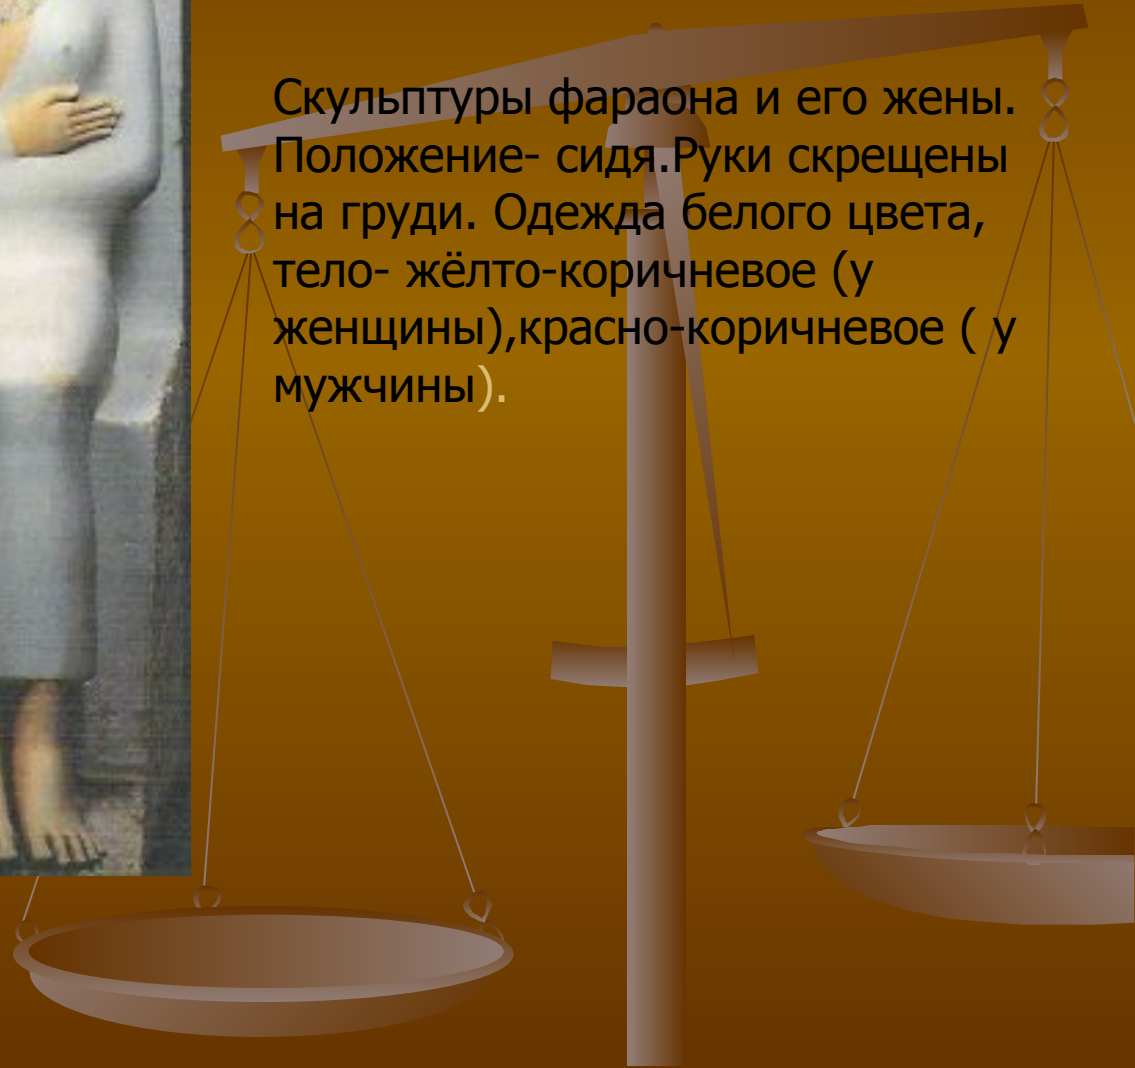 Скульптуры фараона и его жены.
Положение- сидя.Руки скрещены
на груди. Одежда белого цвета,
тело- жёлто-коричневое (у
женщины),красно-коричневое ( у
мужчины).